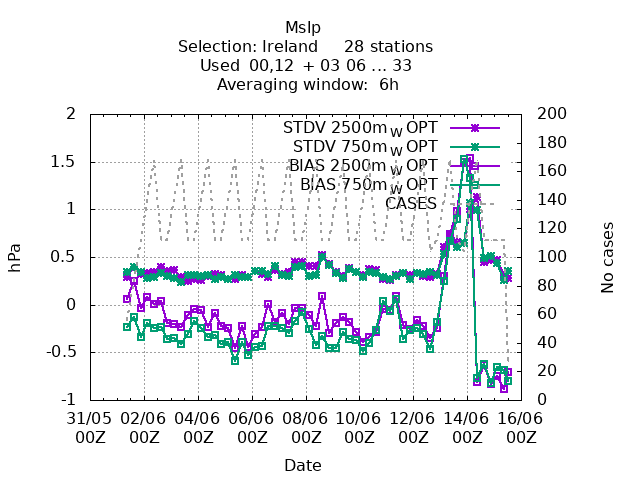 Mslp
Selection: Ireland     28 stations
Used  00,12  + 03 06 ... 33
Averaging window:  6h
STDV 2500m W OPT
STDV 750m W OPT
BIAS 2500m W OPT
BIAS 750m W OPT
CASES
hPa
2
1.5
1
0.5
0
-0.5
-1
No cases
200
180
160
140
120
100
80
60
40
20
0
31/05 02/06 04/06 06/06 08/06 10/06 12/06 14/06 16/06
00Z 00Z 00Z 00Z 00Z 00Z 00Z 00Z 00Z
Date